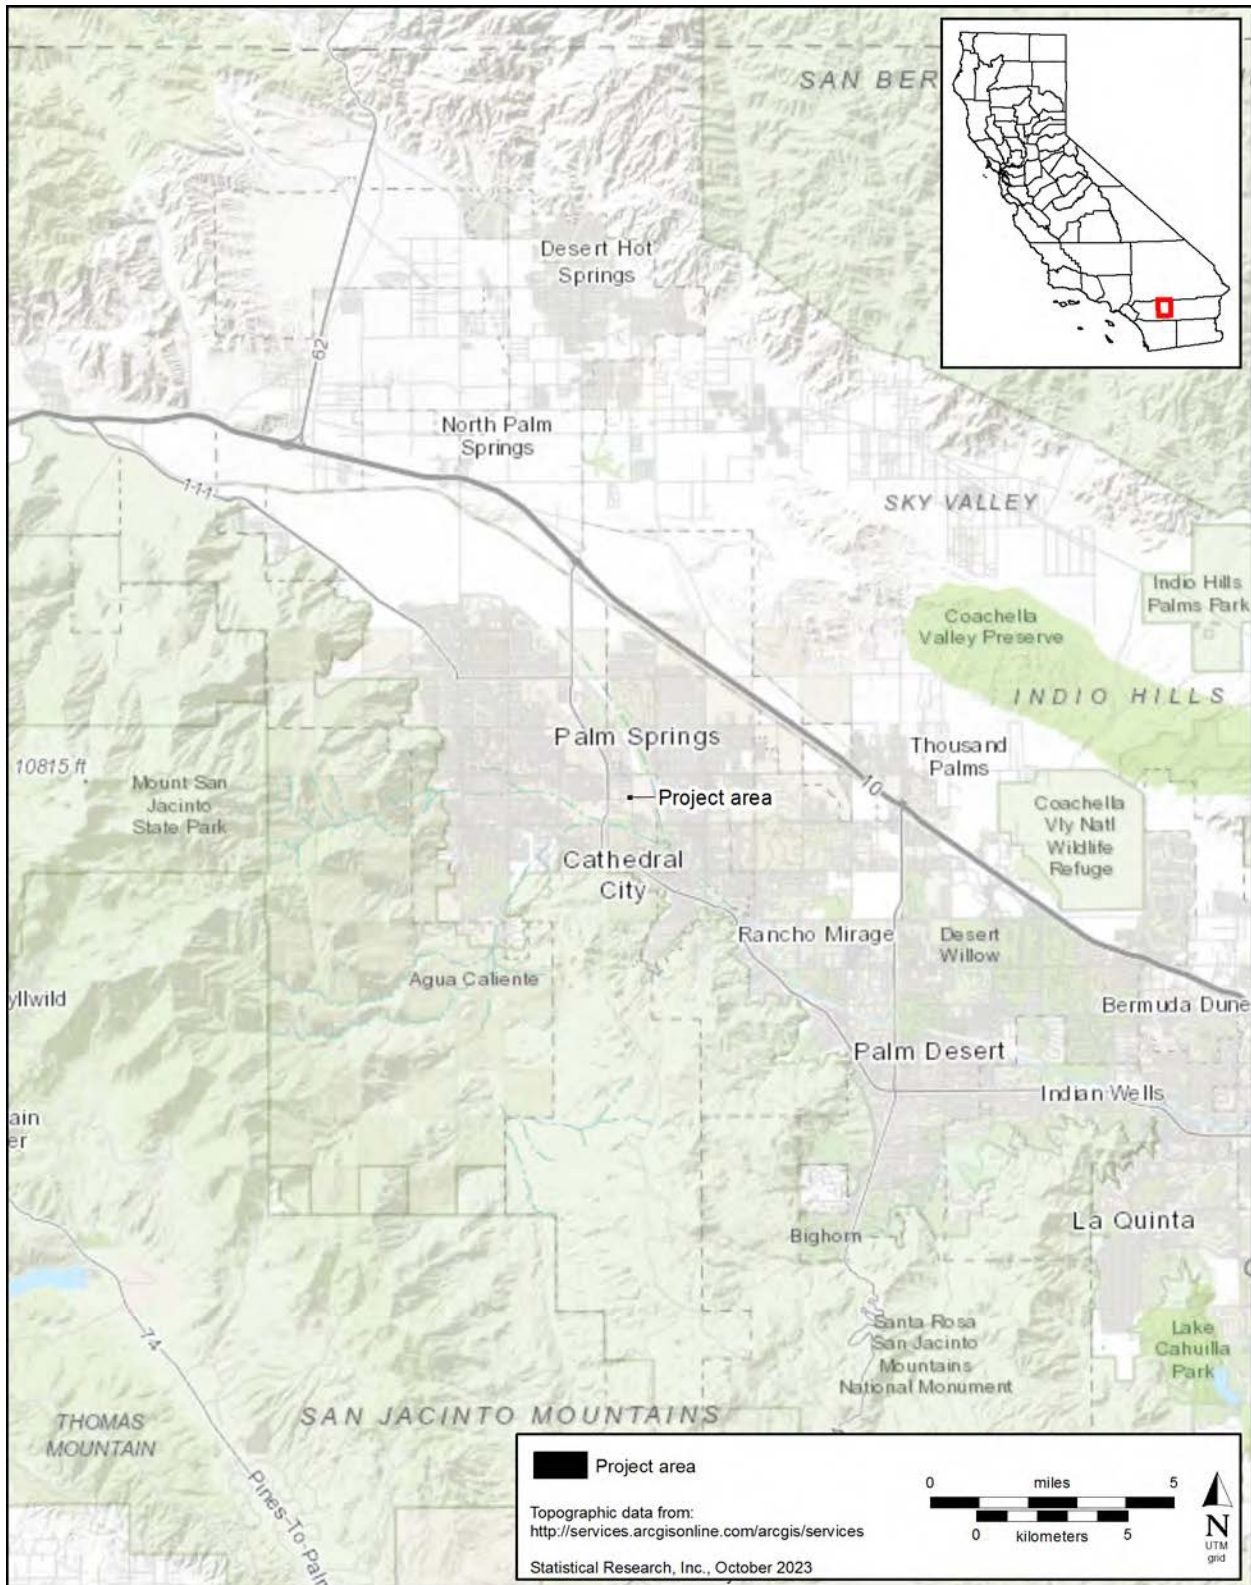 SAN BER
Desert Hot
Springs
62
North Palm
Springs
111
SKY VALLEY
Indio Hills
Palms Park
Coachella
Valley Preserve
INDIO HILLS
Palm Springs
Thousand
Palms
10815 ft
Mount San
Jacinto
State Park
10
Project area
Coachella
Vly Natl
Wildlife
Refuge
Cathedral
City
Rancho Mirage
Desert
Willow
Agua Caliente
yllwild
Bermuda Dune
Palm Desert
Indian Wells
ain
er
La Quinta
Bighorn
Santa Rosa
San Jacinto
Mountains
National Monument
Lake
Cahuilla
Park
74
THOMAS
MOUNTAIN
SAN JACINTO MOUNTAINS
Pines-To-Palm
Project area
Topographic data from:
http://services.arcgisonline.com/arcgis/services
Statistical Research, Inc., October 2023
0 miles 5
0 kilometers 5
N
UTM
grid